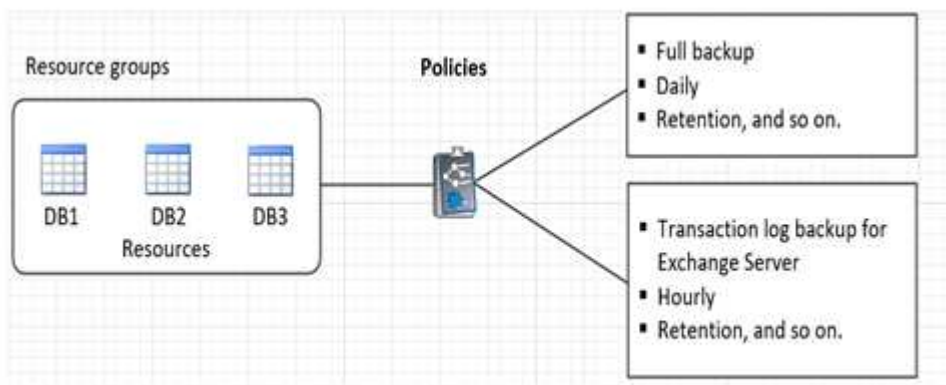 Resource groups
DB1
DB2
DB3
Resources
Policies
▪ Full backup
▪ Daily
▪ Retention, and so on.
▪ Transaction log backup for
Exchange Server
▪ Hourly
▪ Retention, and so on.